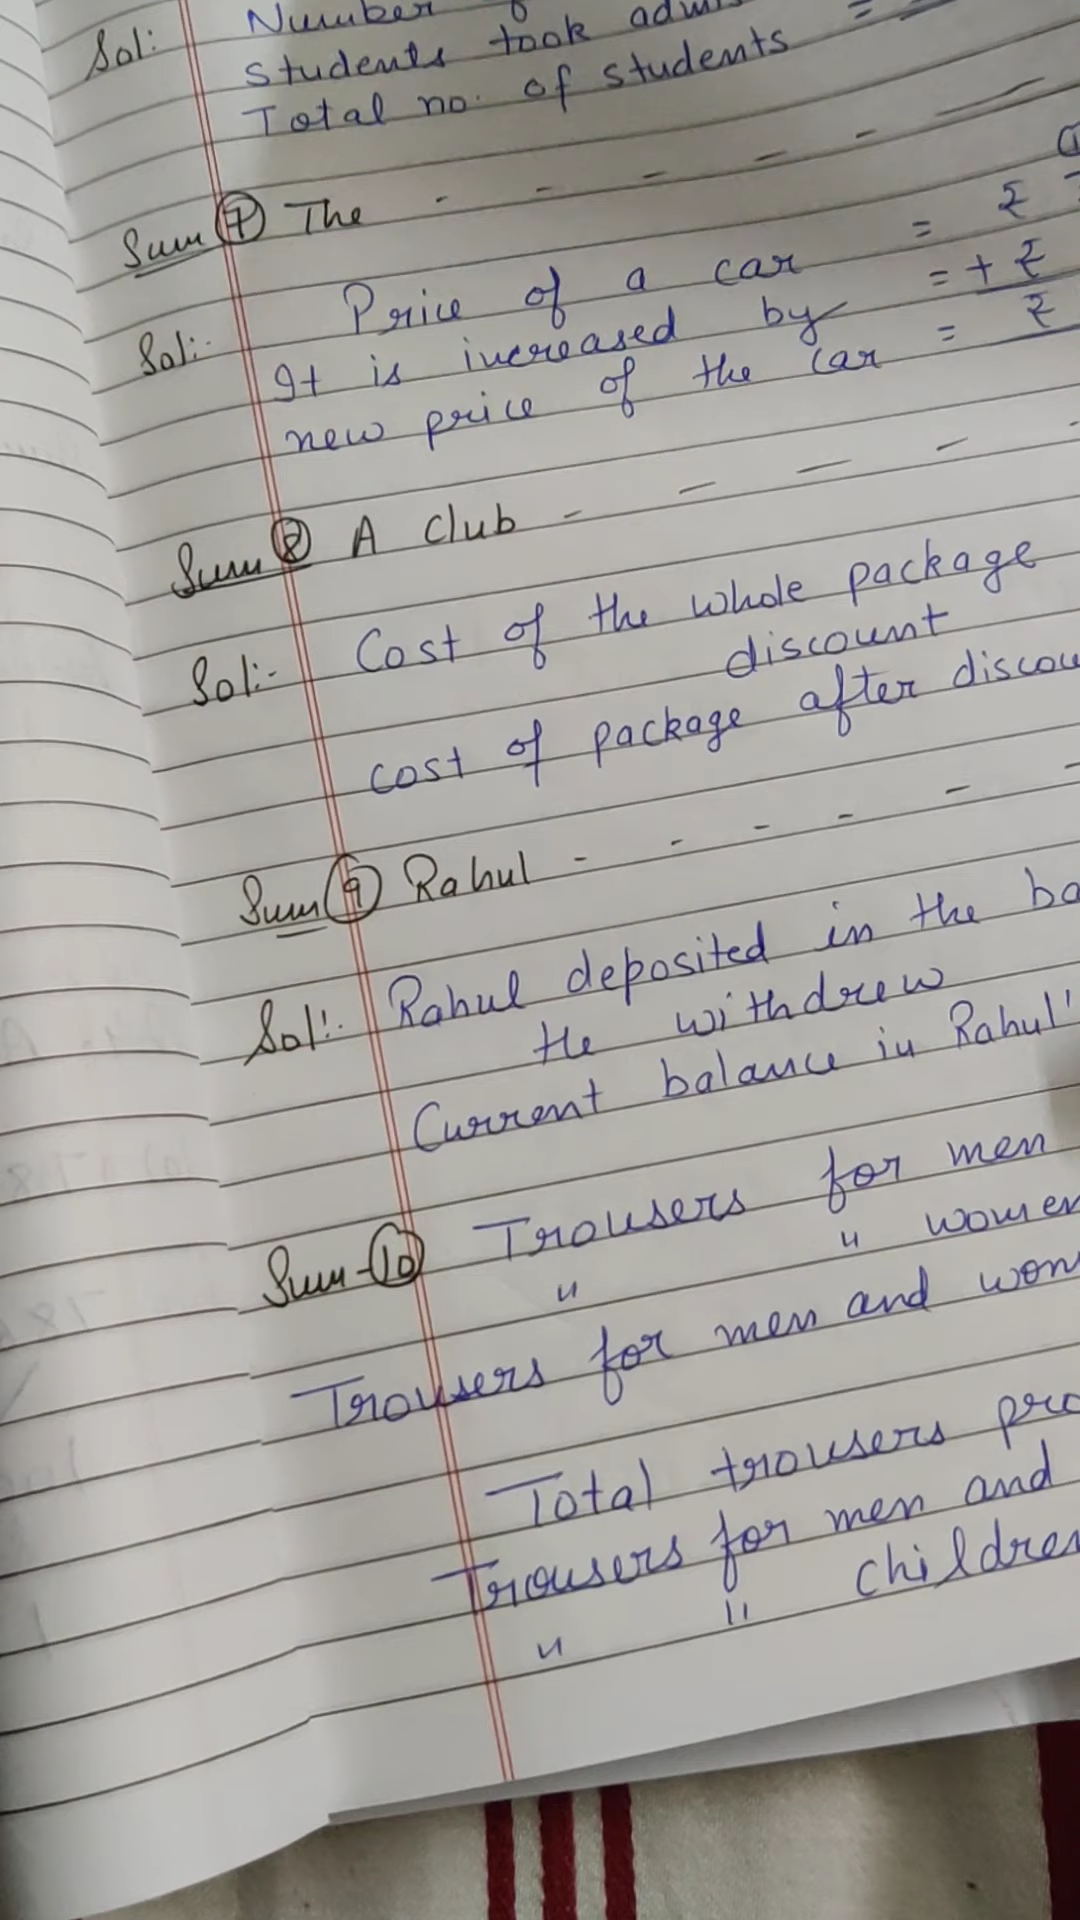 Sol:
Number
students took
Total no. of students =
Sum 7 The - - - - - -
Sol:- Price of a car = ₹
It is increased by = + ₹
new price of the car = ₹
Sum 8 A Club - - - -
Sol:- Cost of the whole package
discount
cost of package after
Sum 9 Rahul - - - - - -
Sol:- Rahul deposited in the
He withdrew
Current balance in Rahul'
Sum-10 Trousers for men
" " women
Trousers for men and
Total trousers
Trousers for men and
" "